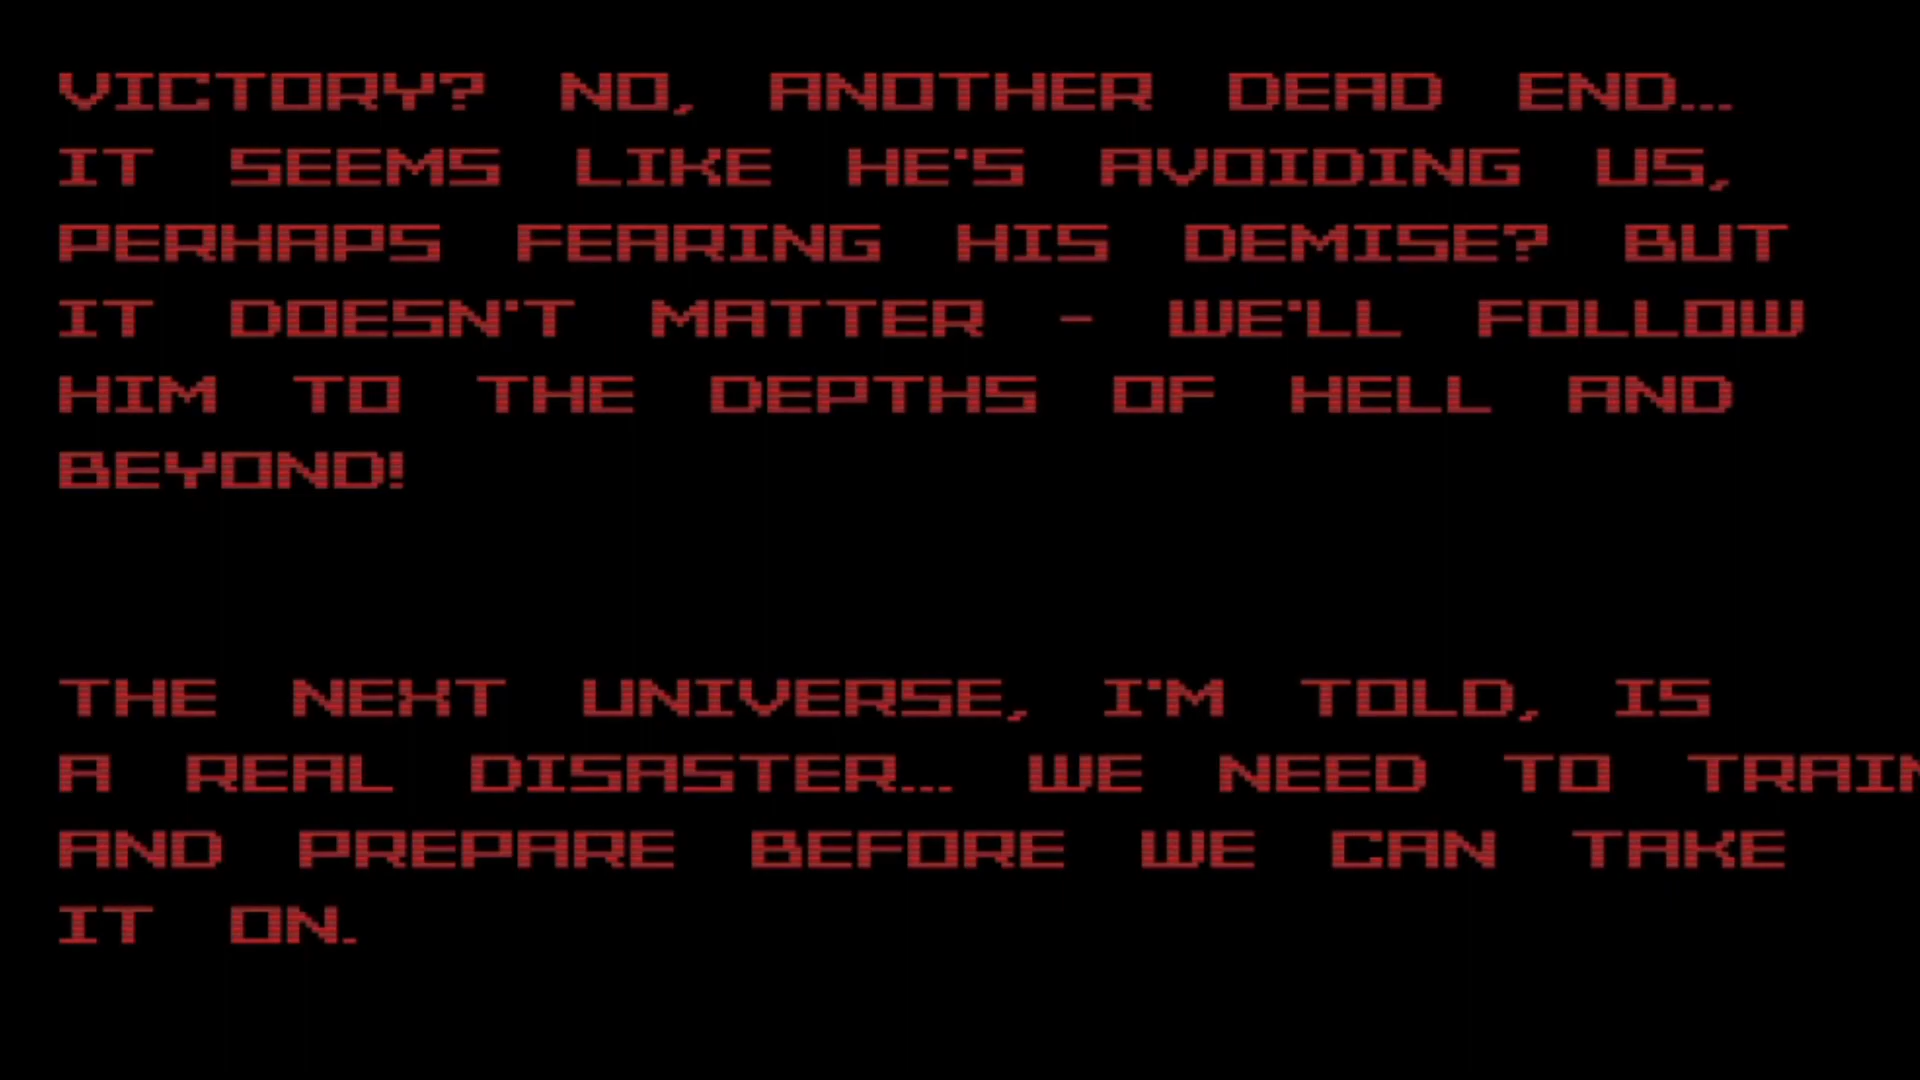 VICTORY? NO, ANOTHER DEAD END...
IT SEEMS LIKE HE'S AVOIDING US,
PERHAPS FEARING HIS DEMISE? BUT
IT DOESN'T MATTER - WE'LL FOLLOW
HIM TO THE DEPTHS OF HELL AND
BEYOND!
THE NEXT UNIVERSE, I'M TOLD, IS
A REAL DISASTER... WE NEED TO TRAIN
AND PREPARE BEFORE WE CAN TAKE
IT ON.